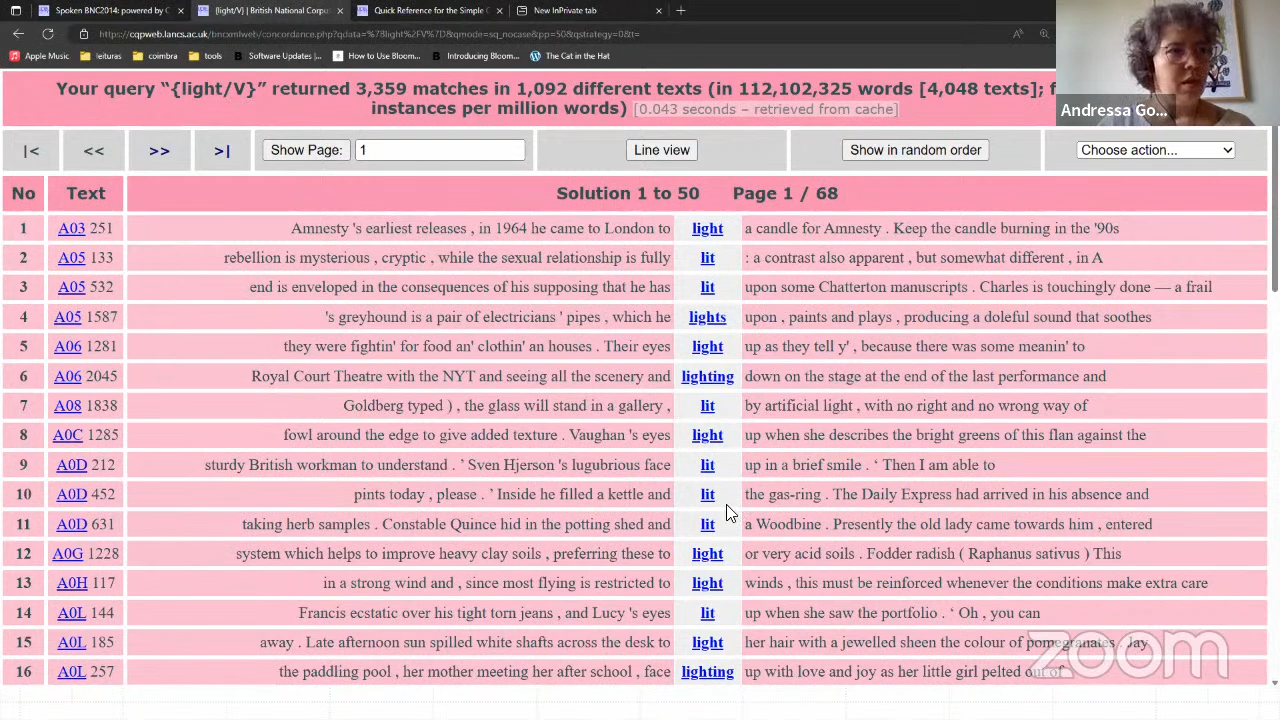 Spoken BNC2014: powered by C
{light/V} | British National Corpu
Quick Reference for the Simple C
New InPrivate tab
https://cqpweb.lancs.ac.uk/bncxmlweb/concordance.php?qdata=%78light%2FV%7D&qmode=sq_nocase&pp=50&qstrategy=0&t=
Apple Music
leituras
coimbra
tools
Software Updates |...
How to Use Bloom...
Introducing Bloom...
The Cat in the Hat
Andressa Go...
Your query “{light/V}” returned 3,359 matches in 1,092 different texts (in 112,102,325 words [4,048 texts]; f
instances per million words) [0.043 seconds – retrieved from cache]
|< << >> >| Show Page: 1 Line view Show in random order Choose action...
No Text Solution 1 to 50 Page 1 / 68
1 A03 251 Amnesty 's earliest releases , in 1964 he came to London to light a candle for Amnesty . Keep the candle burning in the '90s
2 A05 133 rebellion is mysterious , cryptic , while the sexual relationship is fully lit : a contrast also apparent , but somewhat different , in A
3 A05 532 end is enveloped in the consequences of his supposing that he has lit upon some Chatterton manuscripts . Charles is touchingly done — a frail
4 A05 1587 's greyhound is a pair of electricians ' pipes , which he lights upon , paints and plays , producing a doleful sound that soothes
5 A06 1281 they were fightin' for food an' clothin' an houses . Their eyes light up as they tell y' , because there was some meanin' to
6 A06 2045 Royal Court Theatre with the NYT and seeing all the scenery and lighting down on the stage at the end of the last performance and
7 A08 1838 Goldberg typed ) , the glass will stand in a gallery , lit by artificial light , with no right and no wrong way of
8 A0C 1285 fowl around the edge to give added texture . Vaughan 's eyes light up when she describes the bright greens of this flan against the
9 A0D 212 sturdy British workman to understand . ’ Sven Hjerson 's lugubrious face lit up in a brief smile . ‘ Then I am able to
10 A0D 452 pints today , please . ’ Inside he filled a kettle and lit the gas-ring . The Daily Express had arrived in his absence and
11 A0D 631 taking herb samples . Constable Quince hid in the potting shed and lit a Woodbine . Presently the old lady came towards him , entered
12 A0G 1228 system which helps to improve heavy clay soils , preferring these to light or very acid soils . Fodder radish ( Raphanus sativus ) This
13 A0H 117 in a strong wind and , since most flying is restricted to light winds , this must be reinforced whenever the conditions make extra care
14 A0L 144 Francis ecstatic over his tight torn jeans , and Lucy 's eyes lit up when she saw the portfolio . ‘ Oh , you can
15 A0L 185 away . Late afternoon sun spilled white shafts across the desk to light her hair with a jewelled sheen the colour of pomegranates . Jay
16 A0L 257 the paddling pool , her mother meeting her after school , face lighting up with love and joy as her little girl pelted out of
zoom